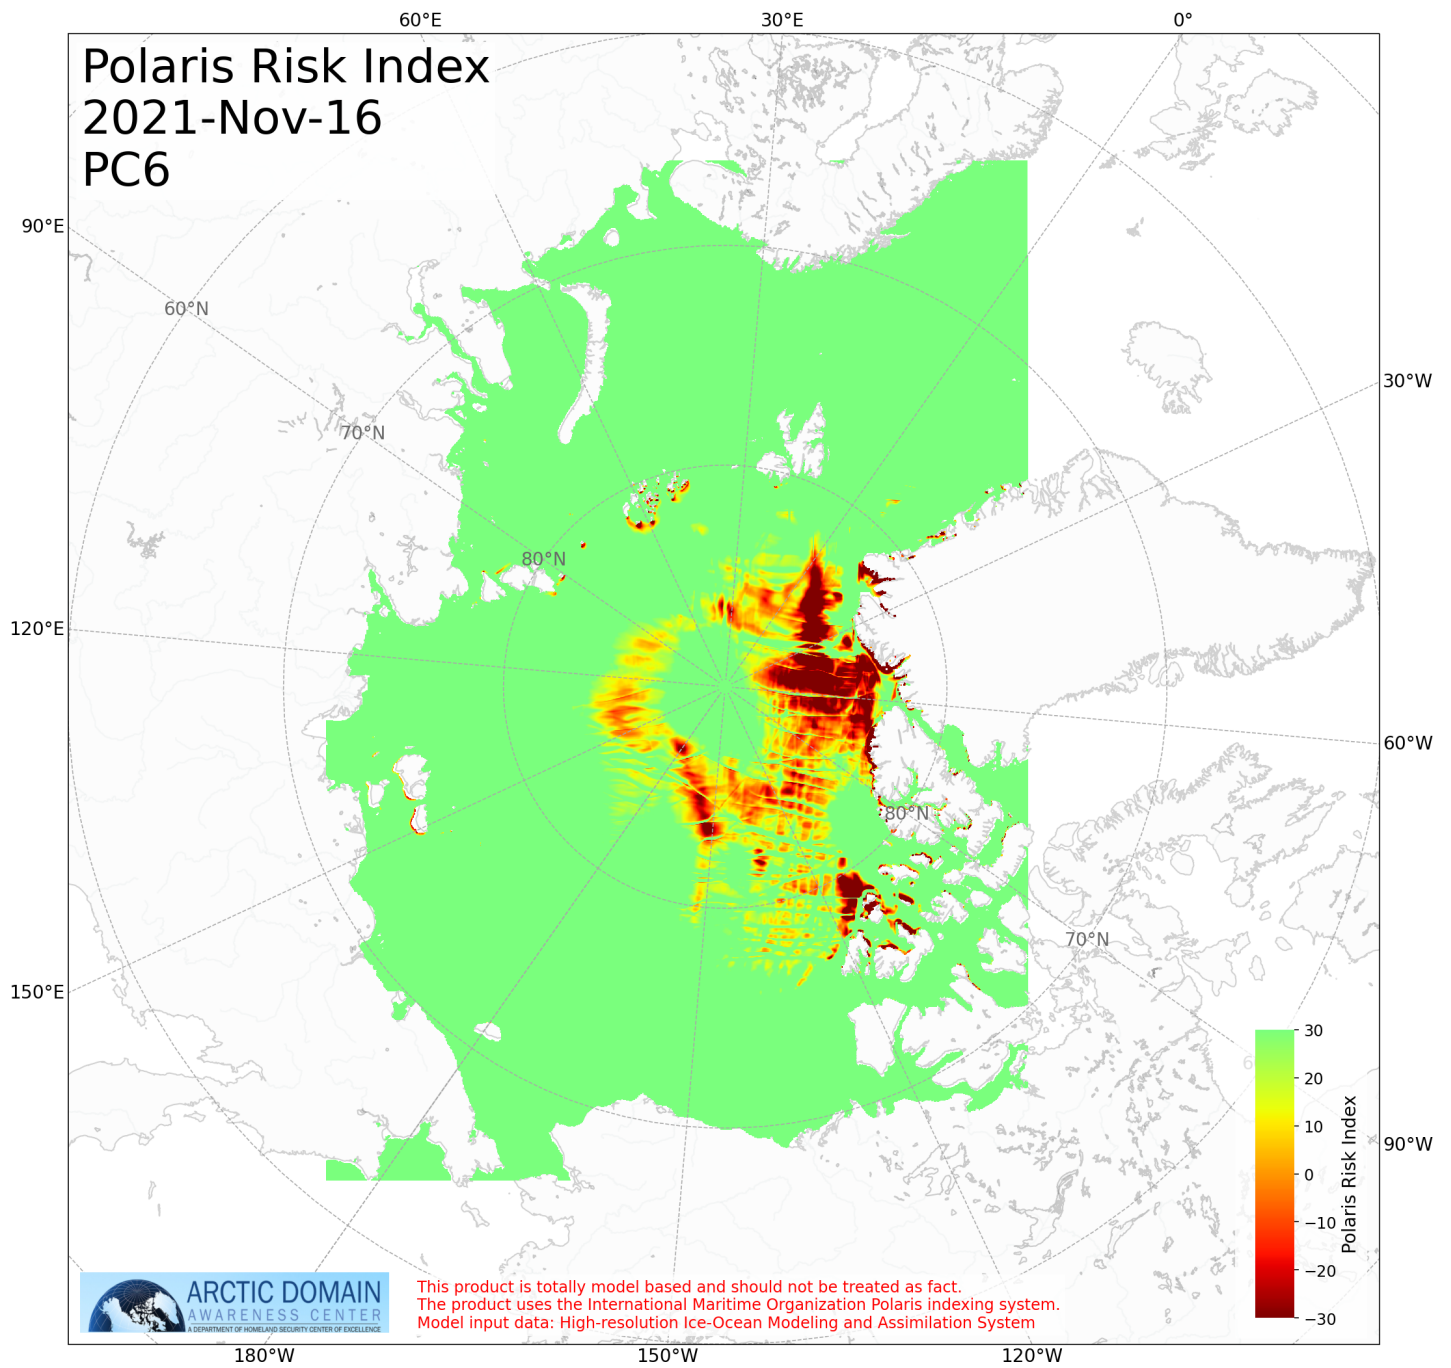 60°E
30°E
0°
Polaris Risk Index
2021-Nov-16
PC6
90°E
60°N
30°W
70°N
80°N
120°E
60°W
80°N
70°N
150°E
30
20
10
0
−10
−20
−30
Polaris Risk Index
90°W
ARCTIC DOMAIN
AWARENESS CENTER
A DEPARTMENT OF HOMELAND SECURITY CENTER OF EXCELLENCE
This product is totally model based and should not be treated as fact.
The product uses the International Maritime Organization Polaris indexing system.
Model input data: High-resolution Ice-Ocean Modeling and Assimilation System
180°W
150°W
120°W